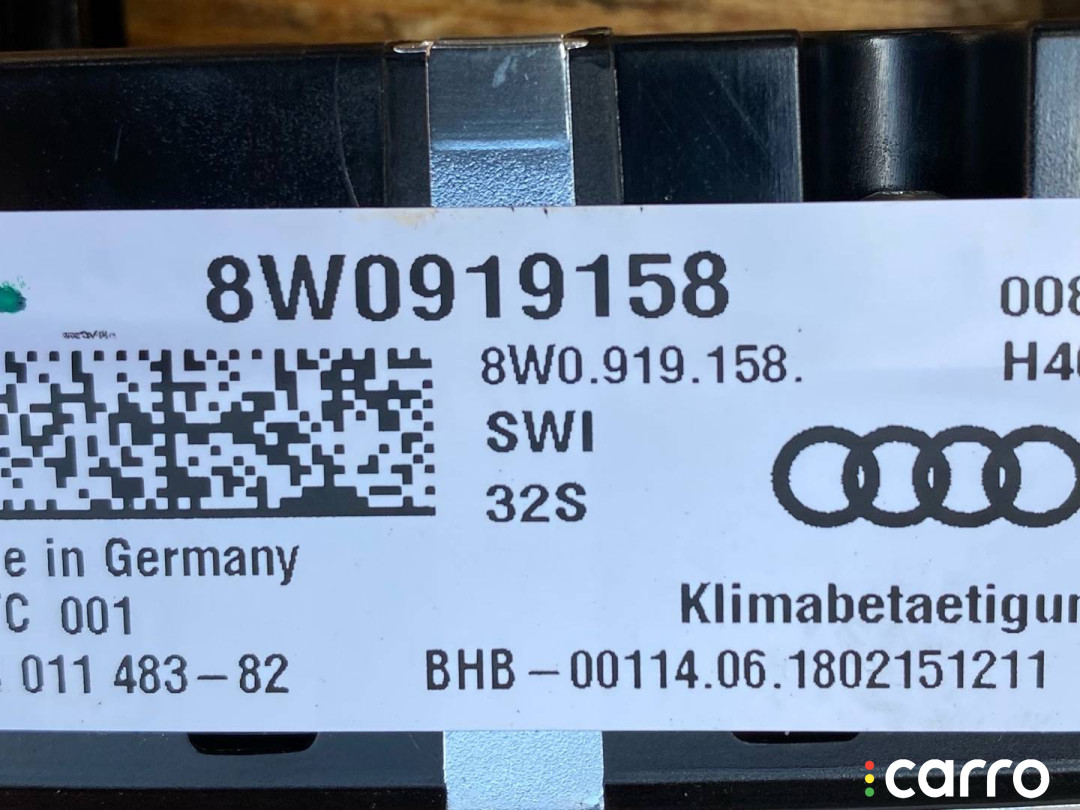 8W0919158
008
8W0.919.158.
H40
SWI
32S
e in Germany
C 001
Klimabetaetigun
011 483-82
BHB-00114.06.1802151211
carro